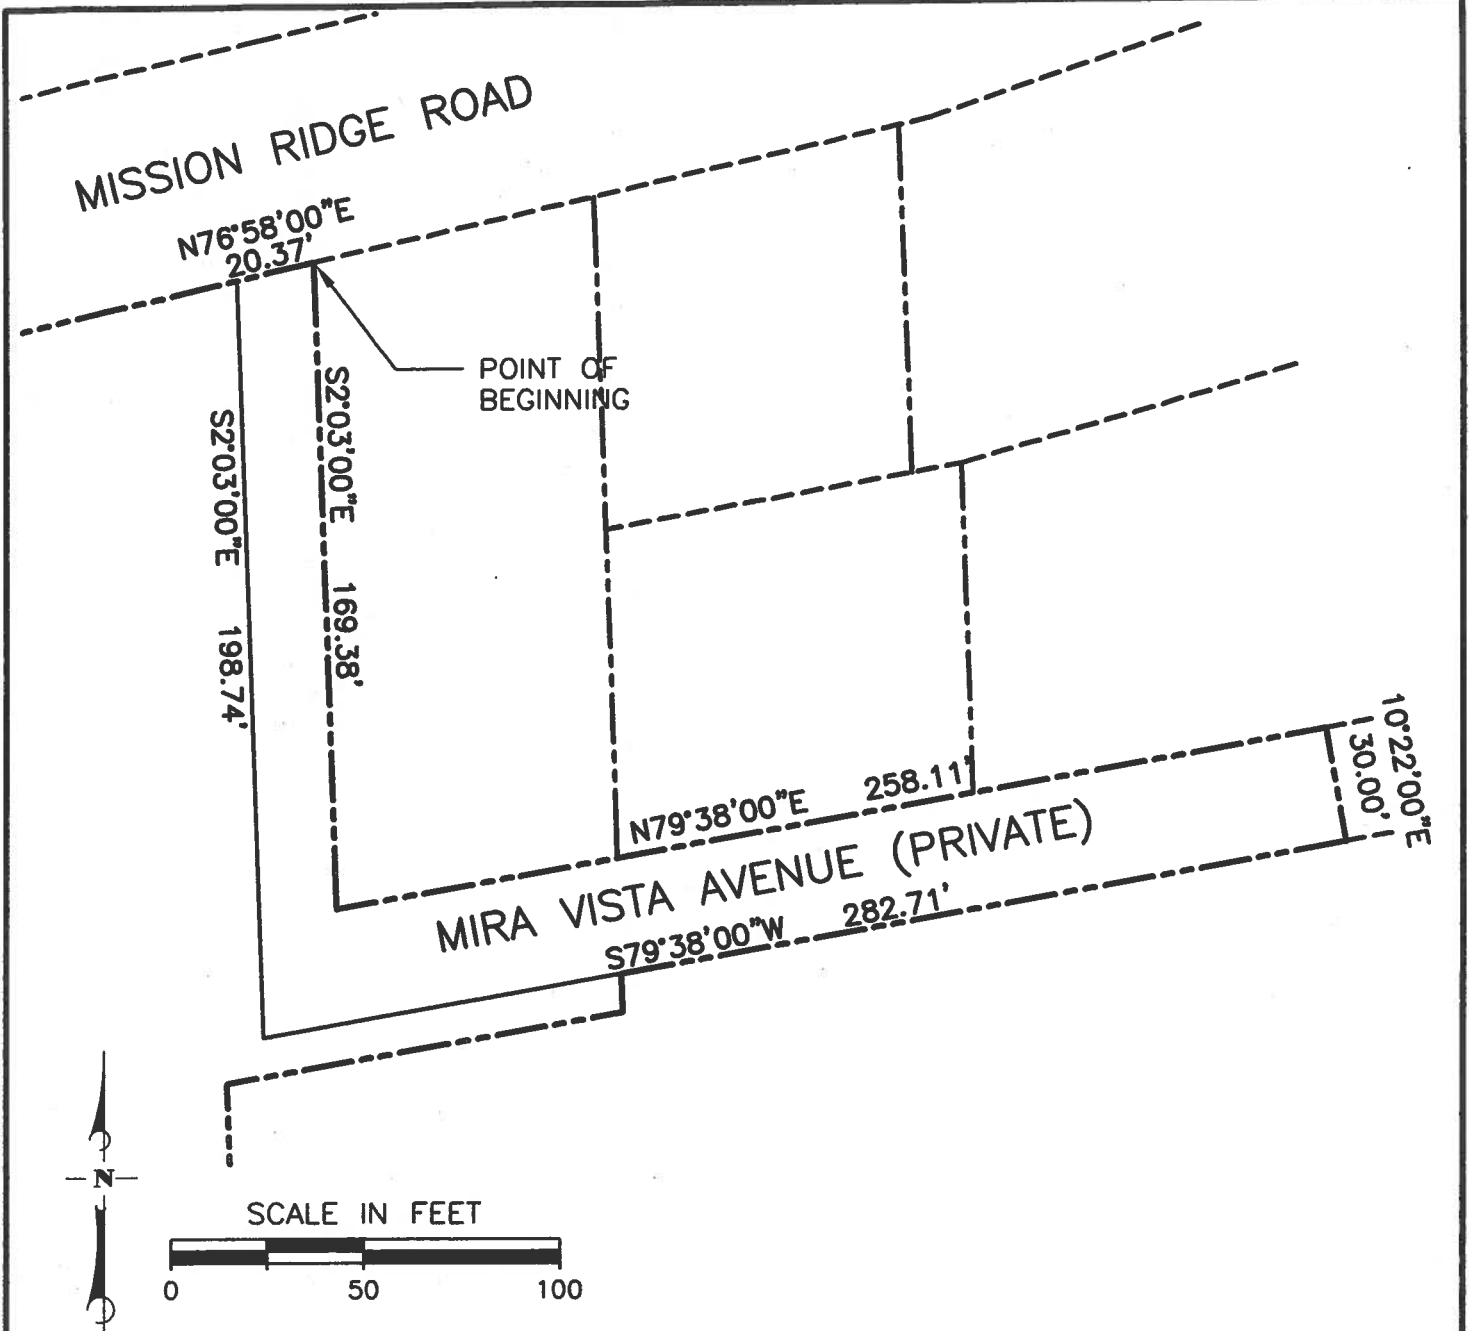 MISSION RIDGE ROAD
N76°58'00"E
20.37'
POINT OF
BEGINNING
S2°03'00"E 169.38'
S2°03'00"E 198.74'
10°22'00"E
30.00'
N79°38'00"E 258.11'
MIRA VISTA AVENUE (PRIVATE)
S79°38'00"W 282.71'
N
SCALE IN FEET
0 50 100